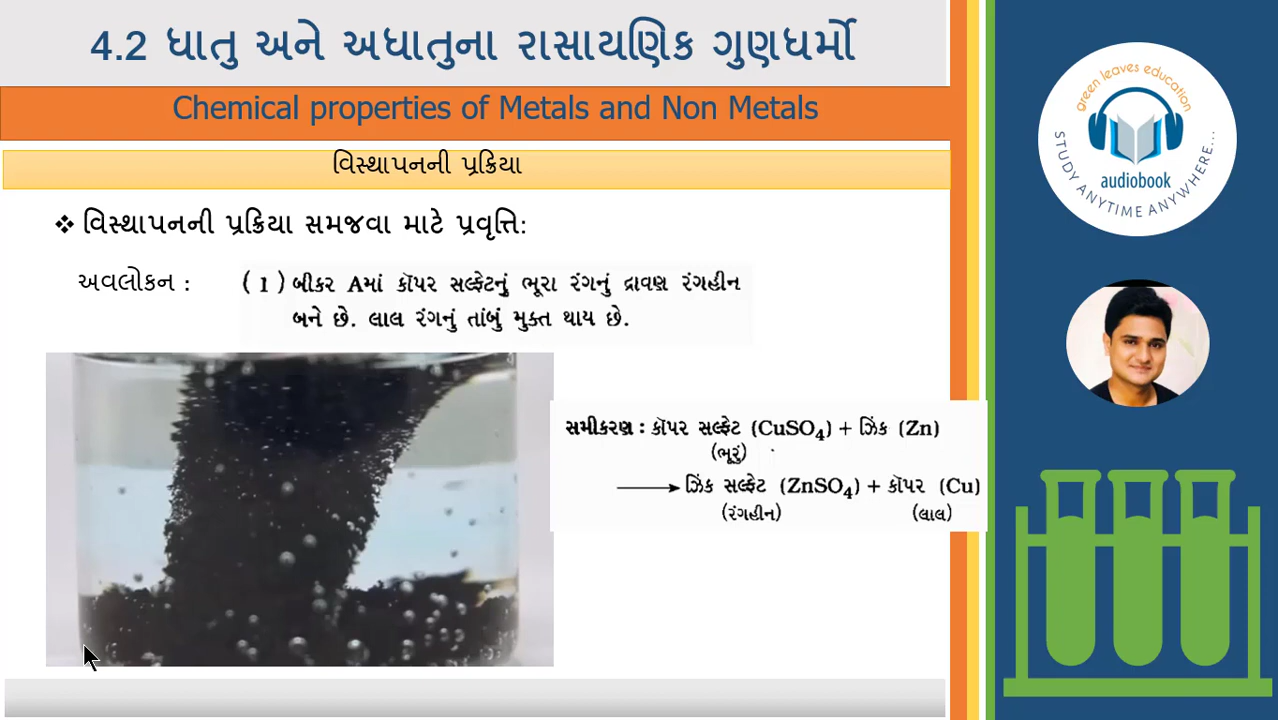 4.2 ધાતુ અને અધાતુના રાસાયણિક ગુણધર્મો
Chemical properties of Metals and Non Metals
વિસ્થાપનની પ્રક્રિયા
❖ વિસ્થાપનની પ્રક્રિયા સમજવા માટે પ્રવૃત્તિ:
અવલોકન :
(1) બીકર Aમાં કૉપર સલ્ફેટનું ભૂરા રંગનું દ્રાવણ રંગહીન
બને છે. લાલ રંગનું તાંબું મુક્ત થાય છે.
સમીકરણ : કૉપર સલ્ફેટ (CuSO₄) + ઝિંક (Zn)
(ભૂરું)
⟶ ઝિંક સલ્ફેટ (ZnSO₄) + કૉપર (Cu)
(રંગહીન) (લાલ)
green leaves education
audiobook
STUDY ANYTIME ANYWHERE...